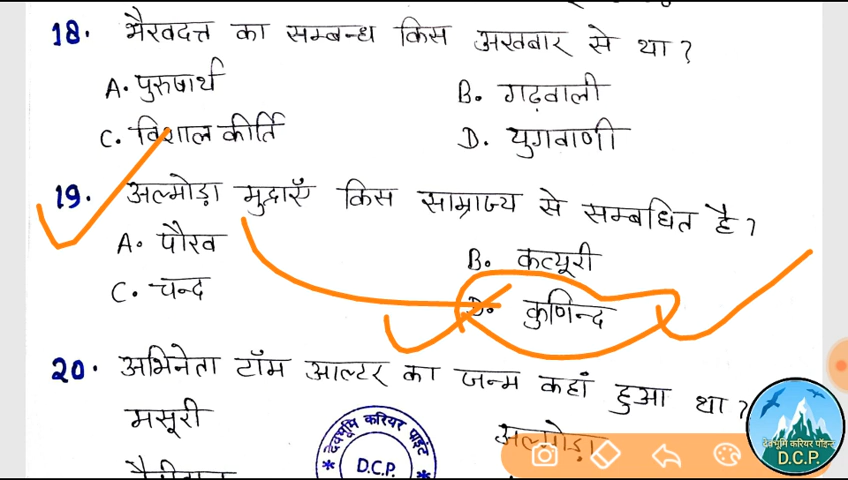 18. भैरवदत्त का सम्बन्ध किस अखबार से था?
A. पुरुषार्थ B. गढ़वाली
C. विशाल कीर्ति D. युगवाणी
19. अल्मोड़ा मुद्राएँ किस साम्राज्य से सम्बधित है?
A. पौरव B. कत्यूरी
C. चन्द D. कुणिन्द
20. अभिनेता टॉम आल्टर का जन्म कहां हुआ था?
मसूरी अल्मोड़ा
देवभूमि करियर पाइंट
D.C.P.
देवभूमि करियर पॉइन्ट
D.C.P.